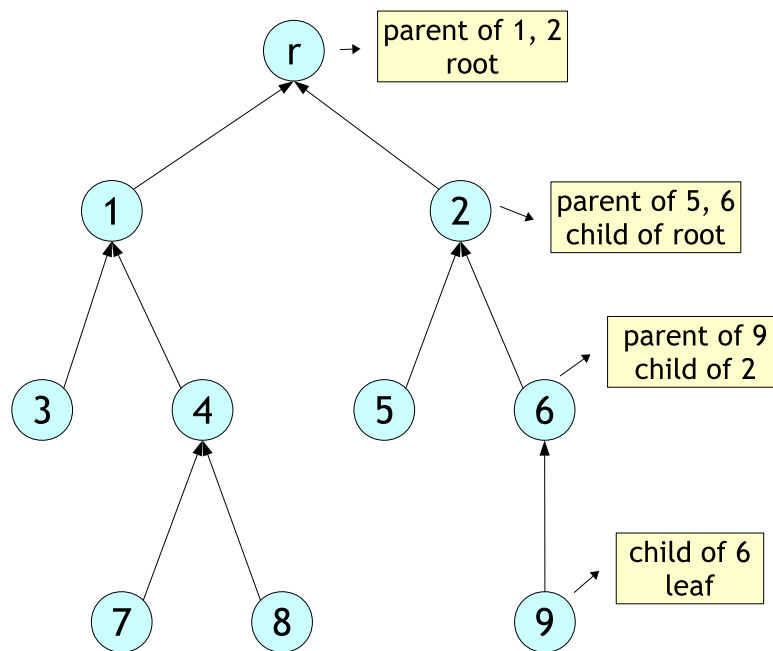 r
parent of 1, 2
root
1
2
parent of 5, 6
child of root
parent of 9
child of 2
3
4
5
6
child of 6
leaf
7
8
9